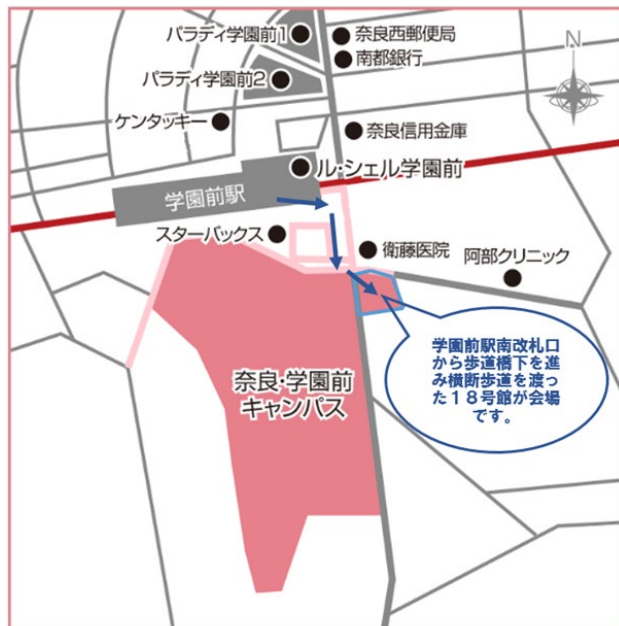 パラディ学園前1
奈良西郵便局
N
南都銀行
パラディ学園前2
ケンタッキー
奈良信用金庫
ル・シェル学園前
学園前駅
スターバックス
衛藤医院
阿部クリニック
学園前駅南改札口
から歩道橋下を進
み横断歩道を渡っ
た18号館が会場
です。
奈良・学園前
キャンパス